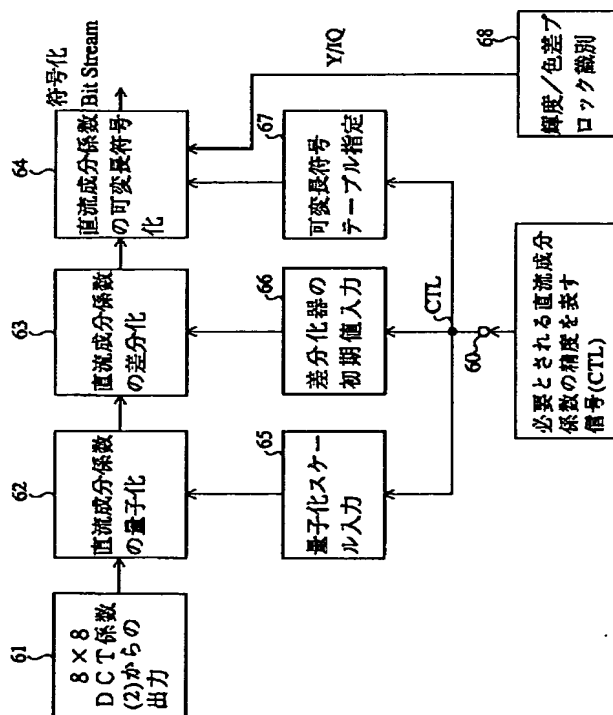 61
8×8
DCT係数
(2)からの
出力
62
直流成分係数
の量子化
63
直流成分係数
の差分化
64
直流成分係数
の可変長符号
化
符号化
Bit Stream
65
量子化スケー
ル入力
66
差分化器の
初期値入力
67
可変長符号
テーブル指定
Y/IQ
CTL
60
必要とされる直流成分
係数の精度を表す
信号(CTL)
68
輝度/色差ブ
ロック識別